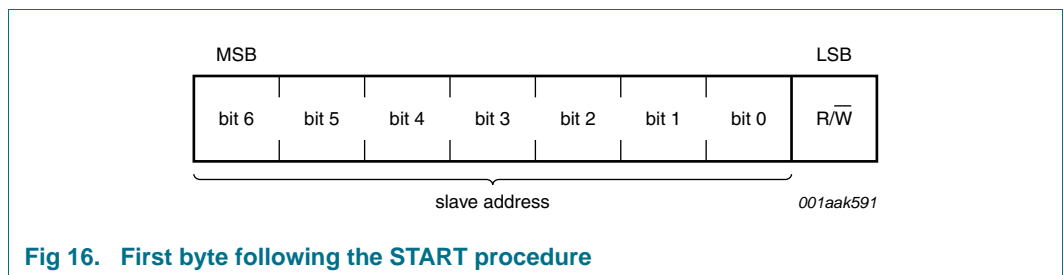 MSB LSB
bit 6 bit 5 bit 4 bit 3 bit 2 bit 1 bit 0 R/W̅
slave address 001aak591
Fig 16. First byte following the START procedure